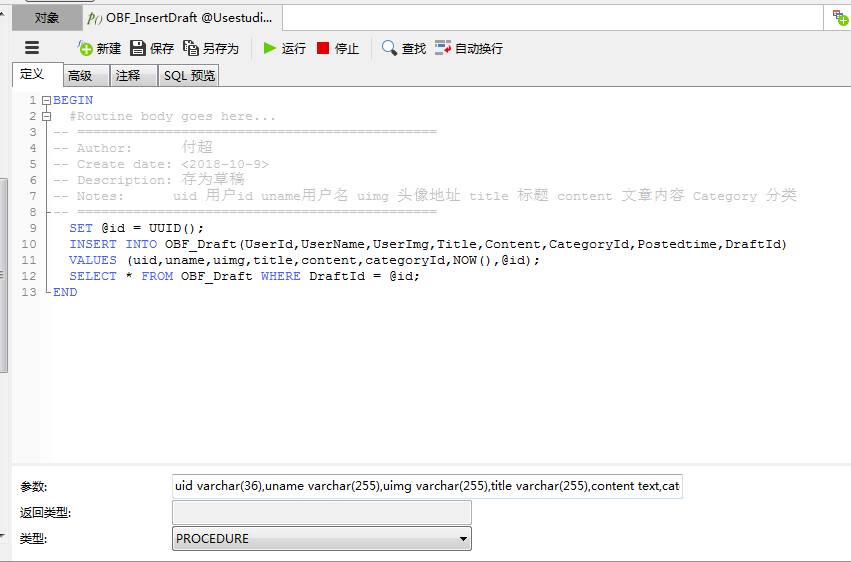 对象
OBF_InsertDraft @Usestudi...
新建 保存 另存为 运行 停止 查找 自动换行
定义 高级 注释 SQL 预览
1 BEGIN
2 #Routine body goes here...
3 -- =============================================
4 -- Author: 付超
5 -- Create date: <2018-10-9>
6 -- Description: 存为草稿
7 -- Notes: uid 用户id uname用户名 uimg 头像地址 title 标题 content 文章内容 Category 分类
8 -- =============================================
9 SET @id = UUID();
10 INSERT INTO OBF_Draft(UserId,UserName,UserImg,Title,Content,CategoryId,Postedtime,DraftId)
11 VALUES (uid,uname,uimg,title,content,categoryId,NOW(),@id);
12 SELECT * FROM OBF_Draft WHERE DraftId = @id;
13 END
参数: uid varchar(36),uname varchar(255),uimg varchar(255),title varchar(255),content text,cat
返回类型:
类型: PROCEDURE